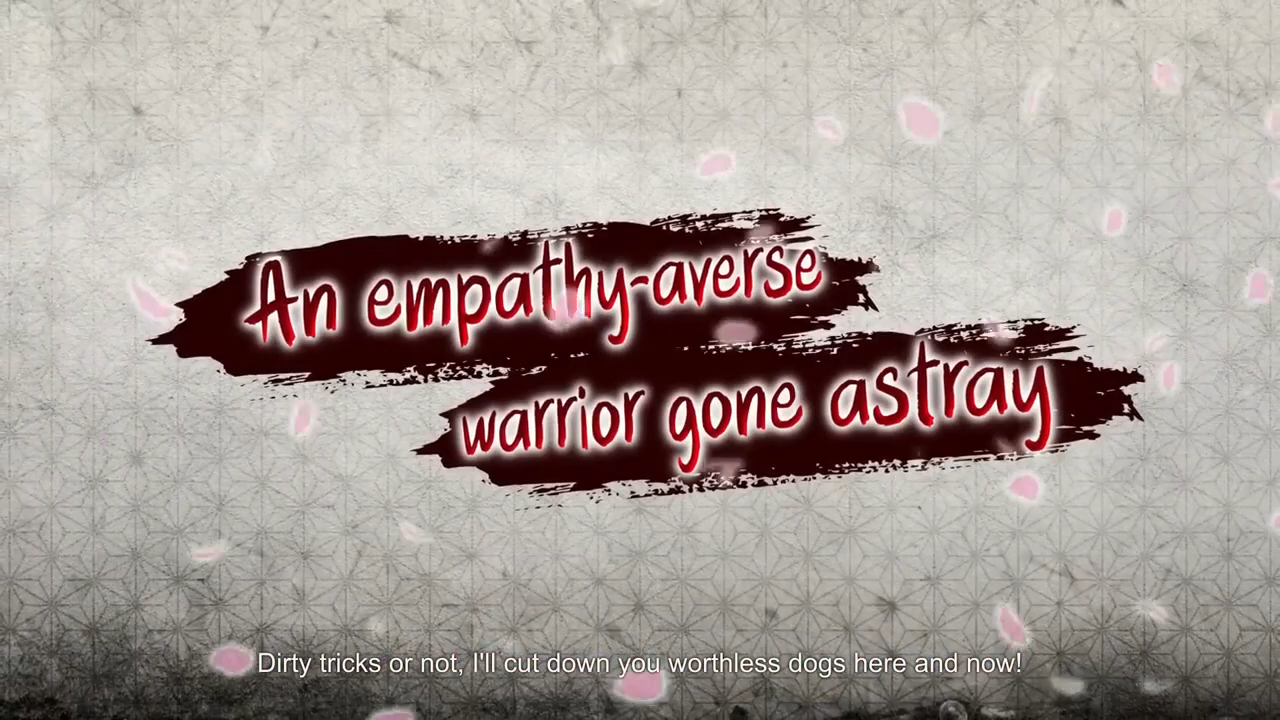 An empathy-averse
warrior gone astray
Dirty tricks or not, I'll cut down you worthless dogs here and now!